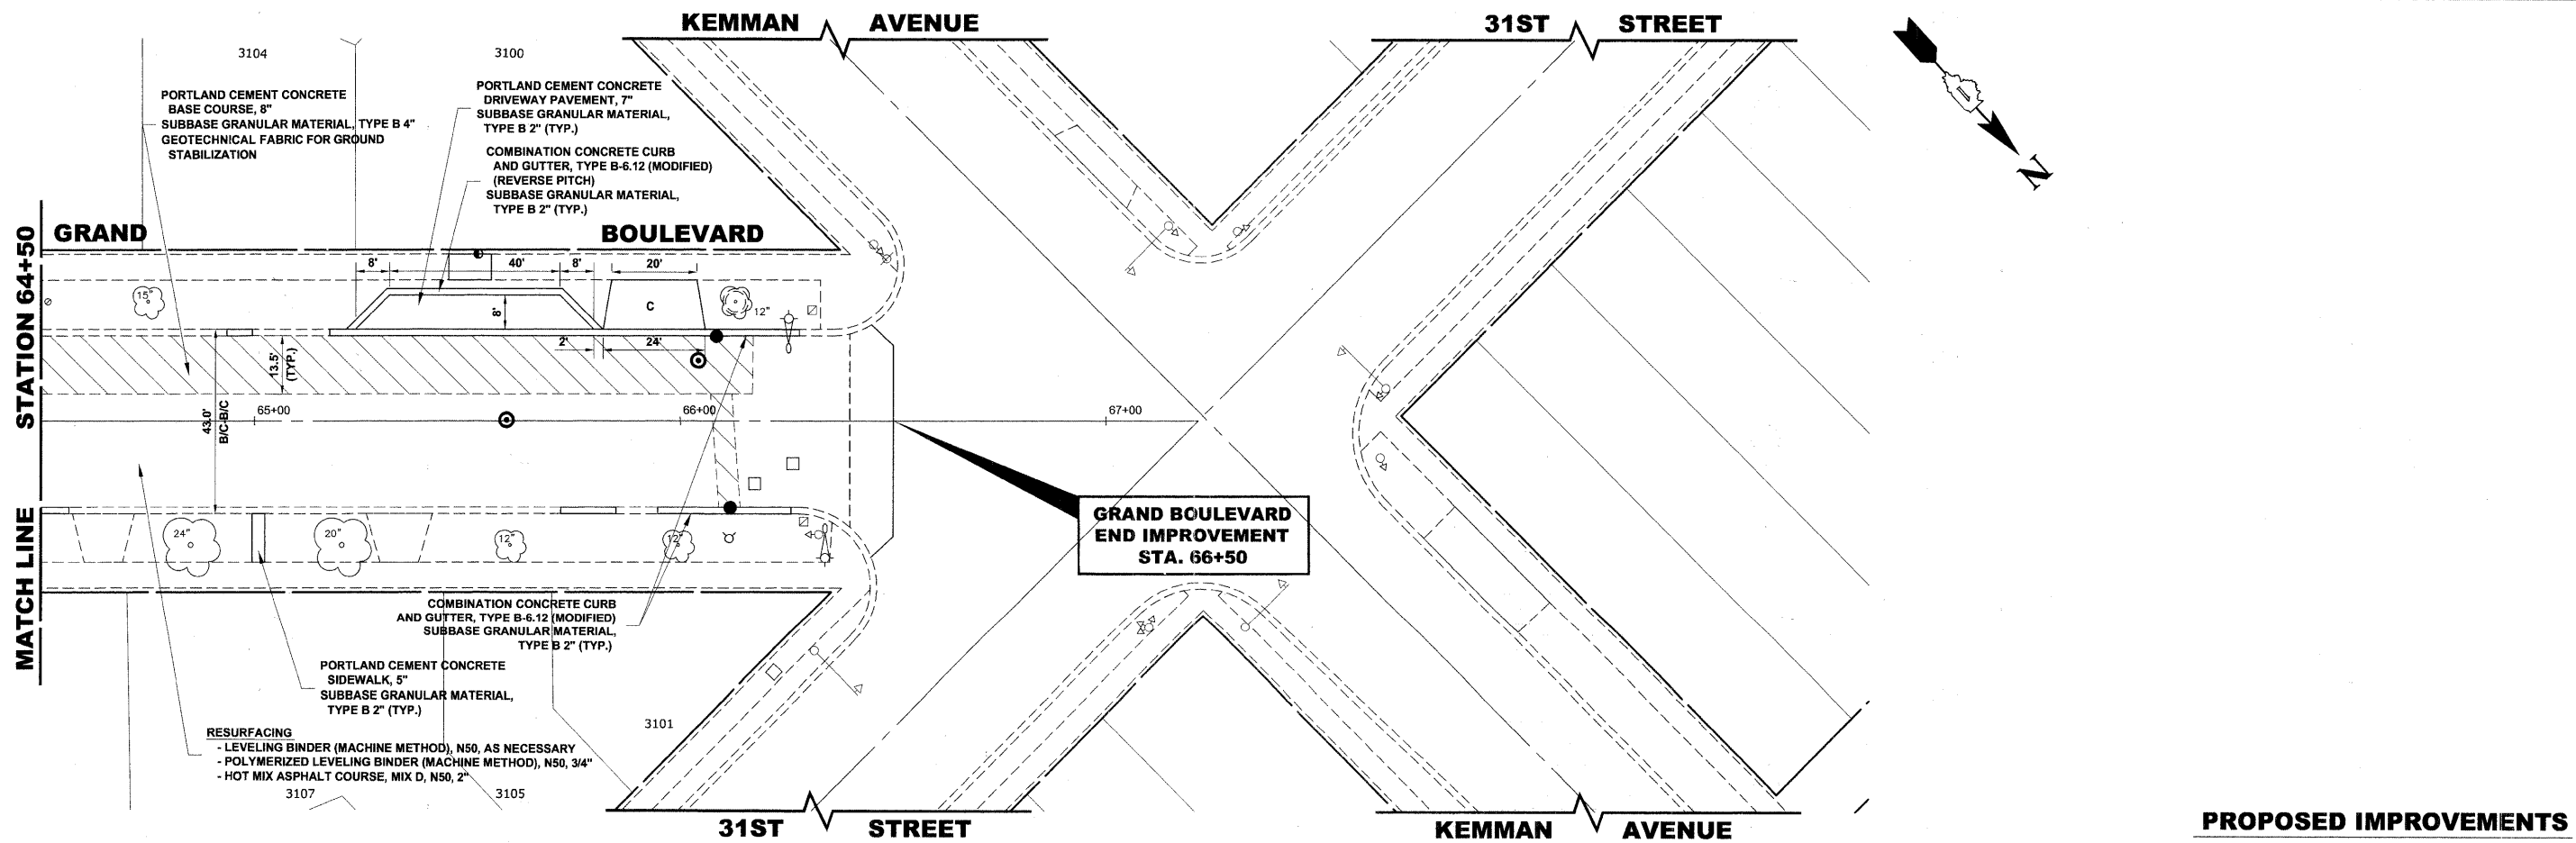 KEMMAN AVENUE
31ST STREET
3104
3100
PORTLAND CEMENT CONCRETE
BASE COURSE, 8"
SUBBASE GRANULAR MATERIAL, TYPE B 4"
GEOTECHNICAL FABRIC FOR GROUND
STABILIZATION
PORTLAND CEMENT CONCRETE
DRIVEWAY PAVEMENT, 7"
SUBBASE GRANULAR MATERIAL,
TYPE B 2" (TYP.)
COMBINATION CONCRETE CURB
AND GUTTER, TYPE B-6.12 (MODIFIED)
(REVERSE PITCH)
SUBBASE GRANULAR MATERIAL,
TYPE B 2" (TYP.)
N
GRAND BOULEVARD
MATCH LINE STATION 64+50
8' 40' 8' 20'
15"
8'
C
12"
2' 24'
13.5'
(TYP.)
43.0'
B/C-B/C
65+00
66+00
67+00
GRAND BOULEVARD
END IMPROVEMENT
STA. 66+50
24"
20"
12"
12"
COMBINATION CONCRETE CURB
AND GUTTER, TYPE B-6.12 (MODIFIED)
SUBBASE GRANULAR MATERIAL,
TYPE B 2" (TYP.)
PORTLAND CEMENT CONCRETE
SIDEWALK, 5"
SUBBASE GRANULAR MATERIAL,
TYPE B 2" (TYP.)
3101
RESURFACING
- LEVELING BINDER (MACHINE METHOD), N50, AS NECESSARY
- POLYMERIZED LEVELING BINDER (MACHINE METHOD), N50, 3/4"
- HOT MIX ASPHALT COURSE, MIX D, N50, 2"
3107
3105
31ST STREET
KEMMAN AVENUE
PROPOSED IMPROVEMENTS